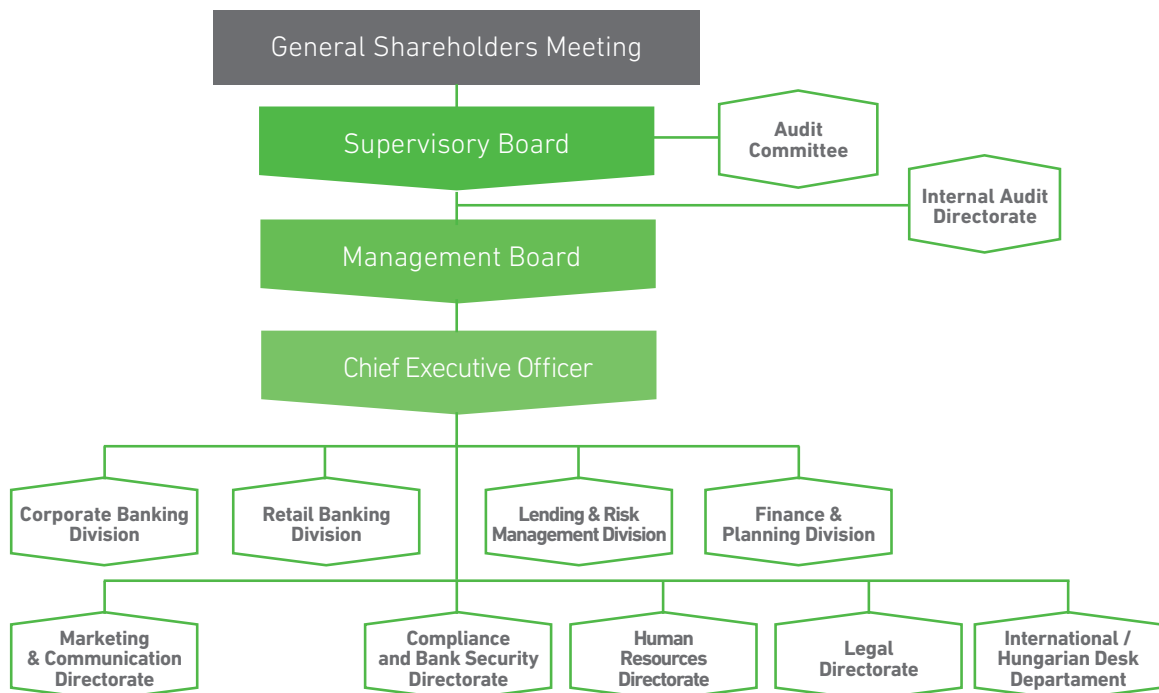 General Shareholders Meeting
Supervisory Board
Audit
Committee
Internal Audit
Directorate
Management Board
Chief Executive Officer
Corporate Banking
Division
Retail Banking
Division
Lending & Risk
Management Division
Finance &
Planning Division
Marketing
& Communication
Directorate
Compliance
and Bank Security
Directorate
Human
Resources
Directorate
Legal
Directorate
International /
Hungarian Desk
Departament